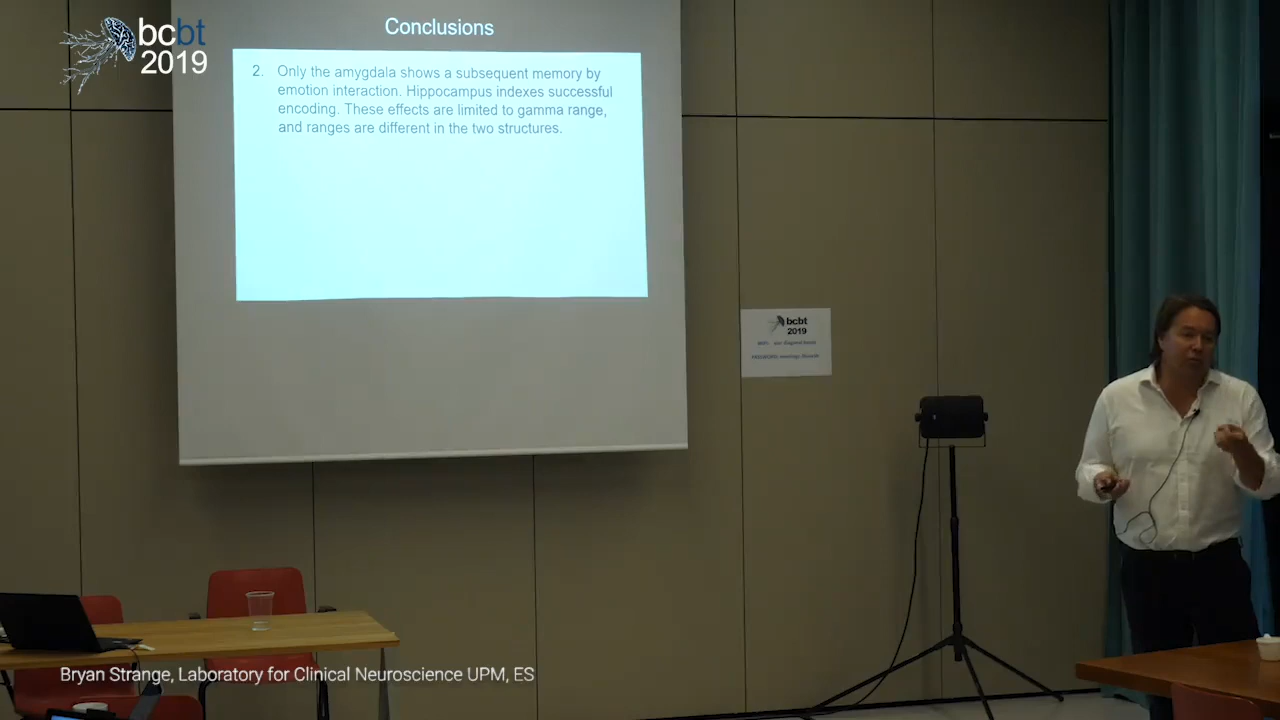 bcbt
2019
Conclusions
2. Only the amygdala shows a subsequent memory by
emotion interaction. Hippocampus indexes successful
encoding. These effects are limited to gamma range,
and ranges are different in the two structures.
bcbt
2019
Bryan Strange, Laboratory for Clinical Neuroscience UPM, ES